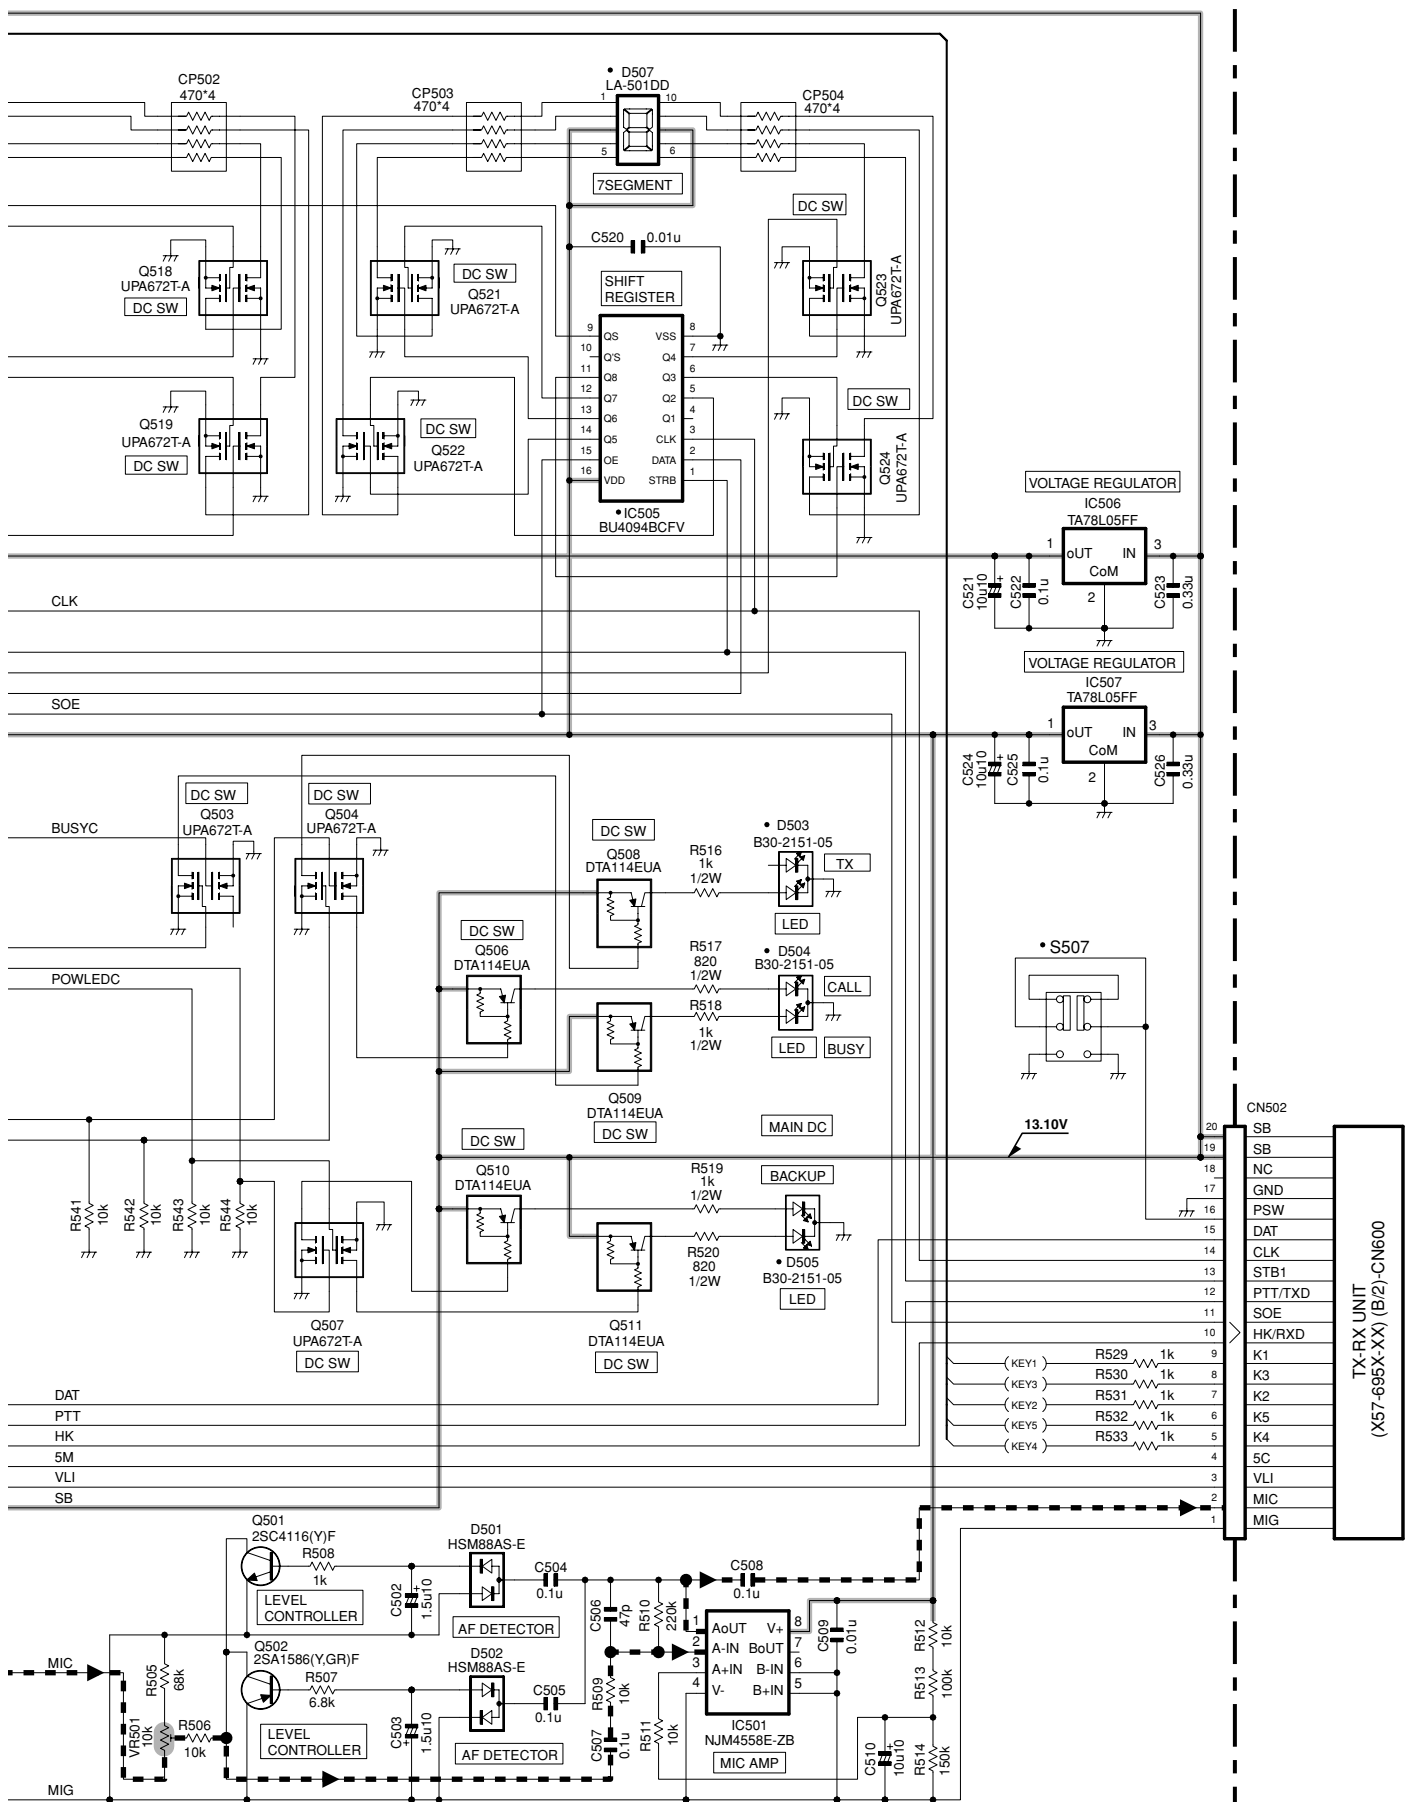 CP502
470*4
CP503
470*4
D507
LA-501DD
1
10
5
6
CP504
470*4
7SEGMENT
DC SW
C520
0.01u
Q518
UPA672T-A
DC SW
DC SW
Q521
UPA672T-A
SHIFT
REGISTER
Q523
UPA672T-A
9 QS VSS 8
10 Q'S Q4 7
11 Q8 Q3 6
12 Q7 Q2 5
13 Q6 Q1 4
14 Q5 CLK 3
15 OE DATA 2
16 VDD STRB 1
IC505
BU4094BCFV
Q519
UPA672T-A
DC SW
DC SW
Q522
UPA672T-A
DC SW
Q524
UPA672T-A
VOLTAGE REGULATOR
IC506
TA78L05FF
1 oUT IN 3
CoM
2
C521
10u10
+
C522
0.1u
C523
0.33u
CLK
VOLTAGE REGULATOR
IC507
TA78L05FF
1 oUT IN 3
CoM
2
C524
10u10
+
C525
0.1u
C526
0.33u
SOE
DC SW
Q503
UPA672T-A
DC SW
Q504
UPA672T-A
BUSYC
DC SW
Q508
DTA114EUA
R516
1k
1/2W
D503
B30-2151-05
TX
LED
DC SW
Q506
DTA114EUA
R517
820
1/2W
D504
B30-2151-05
CALL
R518
1k
1/2W
LED
BUSY
S507
POWLEDC
Q509
DTA114EUA
DC SW
MAIN DC
13.10V
DC SW
Q510
DTA114EUA
R519
1k
1/2W
BACKUP
R541
10k
R542
10k
R543
10k
R544
10k
R520
820
1/2W
D505
B30-2151-05
LED
Q507
UPA672T-A
DC SW
Q511
DTA114EUA
DC SW
CN502
20 SB
19 SB
18 NC
17 GND
16 PSW
15 DAT
14 CLK
13 STB1
12 PTT/TXD
11 SOE
10 HK/RXD
KEY1 R529 1k 9 K1
KEY3 R530 1k 8 K3
KEY2 R531 1k 7 K2
KEY5 R532 1k 6 K5
KEY4 R533 1k 5 K4
4 5C
3 VLI
2 MIC
1 MIG
TX-RX UNIT
(X57-695X-XX) (B/2)-CN600
DAT
PTT
HK
5M
VLI
SB
Q501
2SC4116(Y)F
R508
1k
LEVEL
CONTROLLER
C502
1.5u10
+
D501
HSM88AS-E
AF DETECTOR
C504
0.1u
C506
47p
R510
220k
C508
0.1u
1 AoUT V+ 8
2 A-IN BoUT 7
3 A+IN B-IN 6
4 V- B+IN 5
IC501
NJM4558E-ZB
MIC AMP
C509
0.01u
R512
10k
R513
100k
R514
150k
C510
10u10
+
MIC
R505
68k
VR501
10k
R506
10k
Q502
2SA1586(Y,GR)F
R507
6.8k
LEVEL
CONTROLLER
C503
1.5u10
+
D502
HSM88AS-E
AF DETECTOR
C505
0.1u
R509
10k
C507
0.1u
R511
10k
MIG